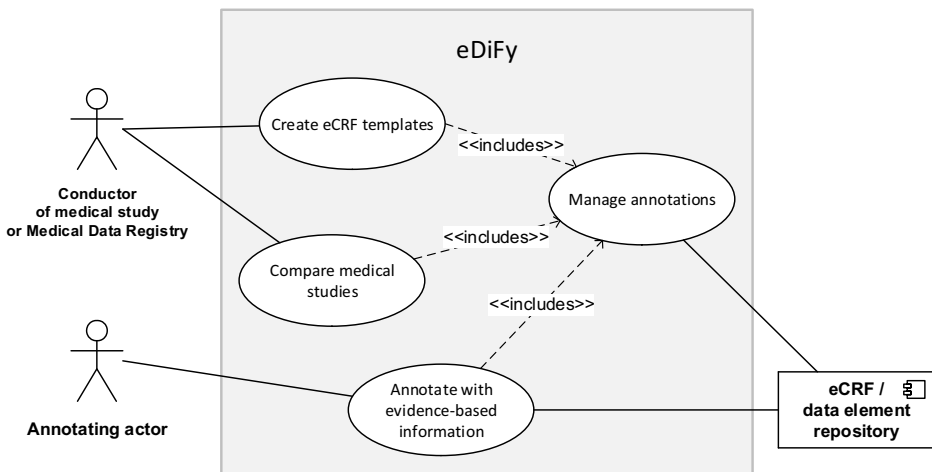 eDiFy
Create eCRF templates
<<includes>>
Conductor
of medical study
or Medical Data Registry
Manage annotations
<<includes>>
Compare medical
studies
<<includes>>
Annotating actor
Annotate with
evidence-based
information
eCRF /
data element
repository